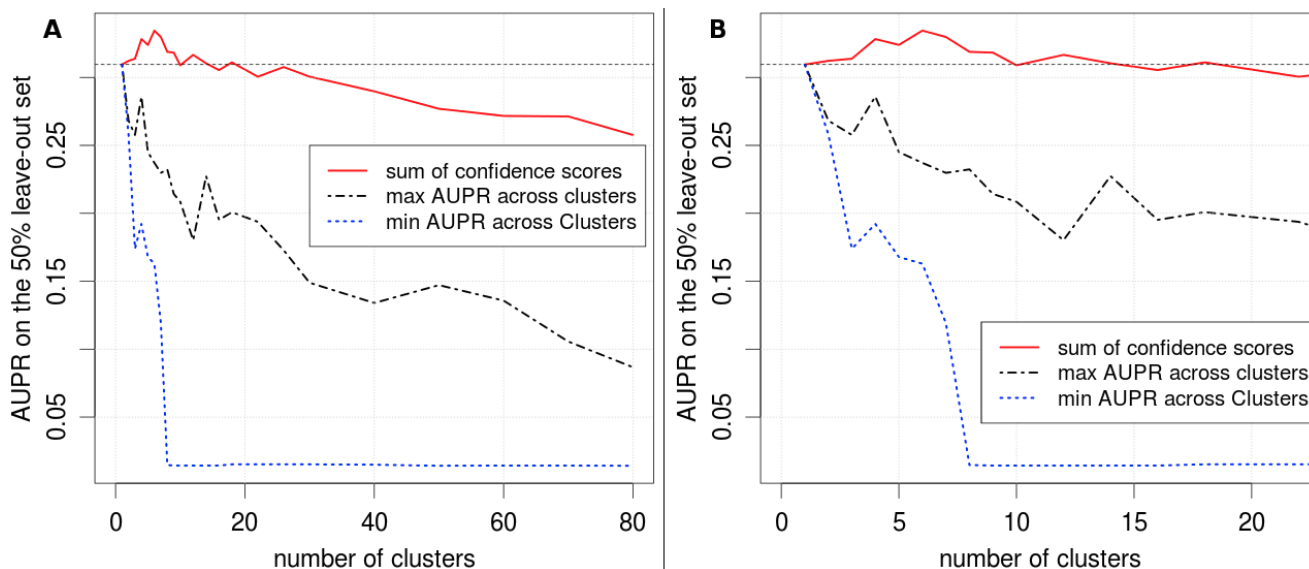 A
AUPR on the 50% leave-out set
0.25
0.15
0.05
sum of confidence scores
max AUPR across clusters
min AUPR across Clusters
0 20 40 60 80
number of clusters
B
AUPR on the 50% leave-out set
0.25
0.15
0.05
sum of confidence scores
max AUPR across clusters
min AUPR across Clusters
0 5 10 15 20
number of clusters